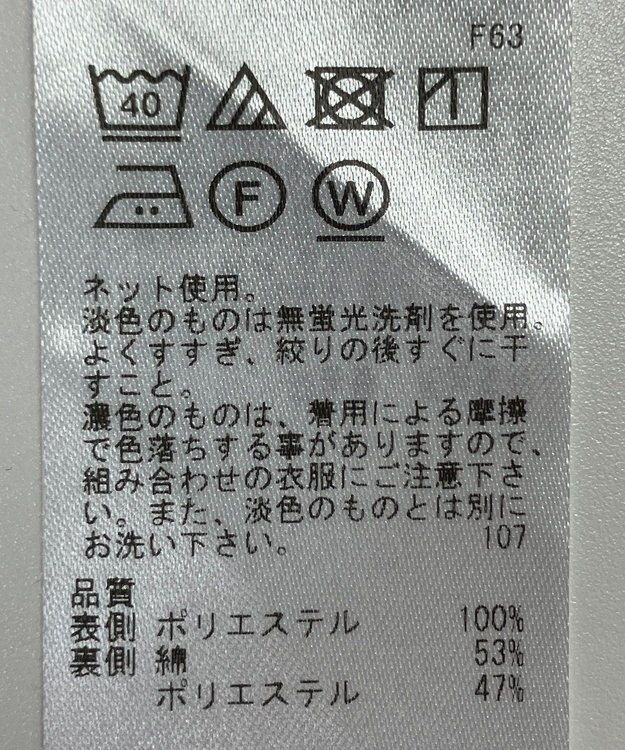 F63
40
F W
ネット使用。
淡色のものは無蛍光洗剤を使用。
よくすすぎ、絞りの後すぐに干
すこと。
濃色のものは、着用による摩擦
で色落ちする事がありますので、
組み合わせの衣服にご注意下さ
い。また、淡色のものとは別に
お洗い下さい。 107
品質
表側 ポリエステル 100%
裏側 綿 53%
ポリエステル 47%